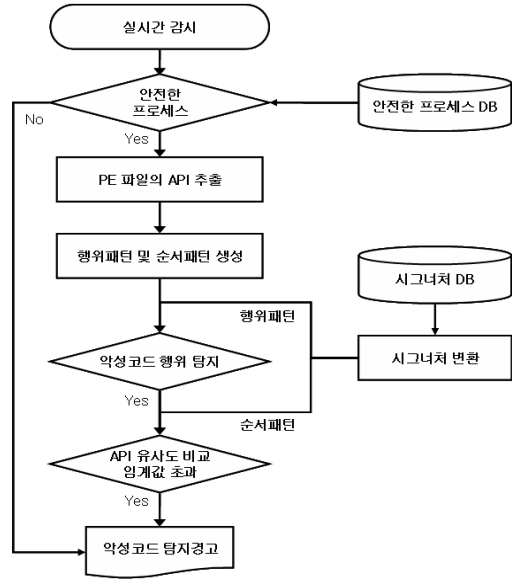 실시간 감시
안전한
프로세스
안전한 프로세스 DB
No
Yes
PE 파일의 API 추출
행위패턴 및 순서패턴 생성
시그너처 DB
행위패턴
악성코드 행위 탐지
시그너처 변환
Yes
순서패턴
API 유사도 비교
임계값 초과
Yes
악성코드 탐지경고